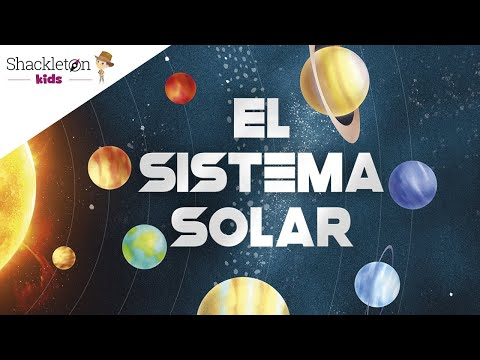 Shackleton
kids
EL
SISTEMA
SOLAR